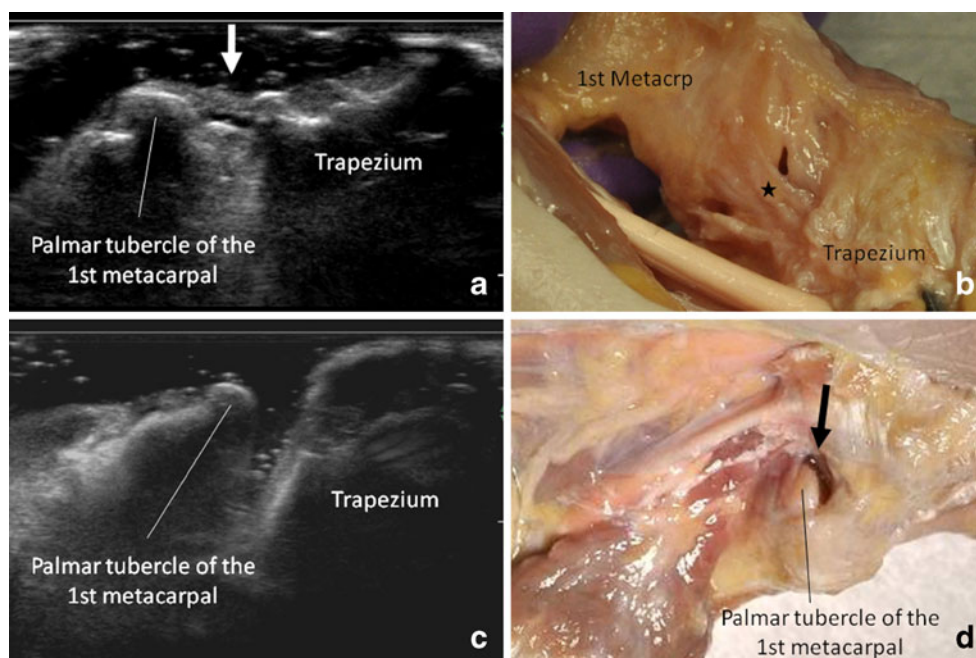 Trapezium
Palmar tubercle of the
1st metacarpal
a
1st Metacrp
★
Trapezium
b
Trapezium
Palmar tubercle of the
1st metacarpal
c
Palmar tubercle of the
1st metacarpal
d